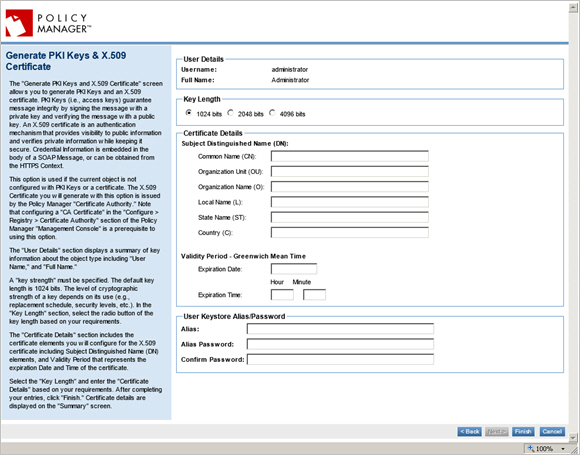 POLICY
MANAGER™
Generate PKI Keys & X.509
Certificate
The "Generate PKI Keys and X.509 Certificate" screen
allows you to generate PKI Keys and an X.509
certificate. PKI Keys (i.e., access keys) guarantee
message integrity by signing the message with a
private key and verifying the message with a public
key. An X.509 certificate is an authentication
mechanism that provides visibility to public information
and verifies private information while keeping it
secure. Credential Information is embedded in the
body of a SOAP Message, or can be obtained from
the HTTPS Context.
This option is used if the current object is not
configured with PKI Keys or a certificate. The X.509
Certificate you will generate with this option is issued
by the Policy Manager "Certificate Authority." Note
that configuring a "CA Certificate" in the "Configure >
Registry > Certificate Authority" section of the
Policy Manager "Management Console" is a prerequisite to
using this option.
The "User Details" section displays a summary of key
information about the object type including "User
Name," and "Full Name."
A "key strength" must be specified. The default key
length is 1024 bits. The level of cryptographic
strength of a key depends on its use (e.g.,
replacement schedule, security levels, etc.). In the
"Key Length" section, select the radio button of the
key length based on your requirements.
The "Certificate Details" section includes the
certificate elements you will configure for the X.509
certificate including Subject Distinguished Name (DN)
elements, and Validity Period that represents the
expiration Date and Time of the certificate.
Select the "Key Length" and enter the "Certificate
Details" based on your requirements. After completing
your entries, click "Finish." Certificate details are
displayed on the "Summary" screen.
User Details
Username: administrator
Full Name: Administrator
Key Length
1024 bits 2048 bits 4096 bits
Certificate Details
Subject Distinguished Name (DN):
Common Name (CN):
Organization Unit (OU):
Organization Name (O):
Local Name (L):
State Name (ST):
Country (C):
Validity Period - Greenwich Mean Time
Expiration Date:
Hour Minute
Expiration Time:
User Keystore Alias/Password
Alias:
Alias Password:
Confirm Password:
< Back Next > Finish Cancel
100%